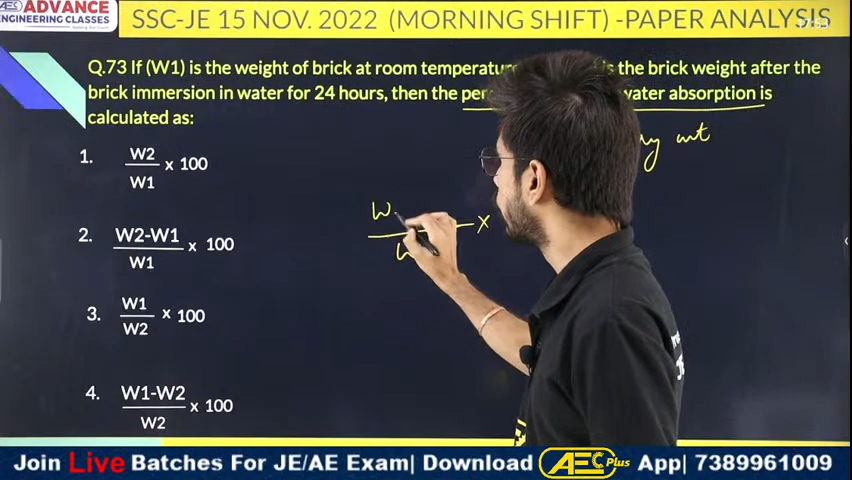 AEC ADVANCE
ENGINEERING CLASSES
SSC-JE 15 NOV. 2022 (MORNING SHIFT) -PAPER ANALYSIS
Q.73 If (W1) is the weight of brick at room is the brick weight after the
brick immersion in water for 24 hours, then the water absorption is
calculated as:
wt
1. W2
W1 x 100
2. W2-W1
W1 x 100
3. W1
W2 x 100
4. W1-W2
W2 x 100
W
x
Join Live Batches For JE/AE Exam| Download AEC Plus App| 7389961009